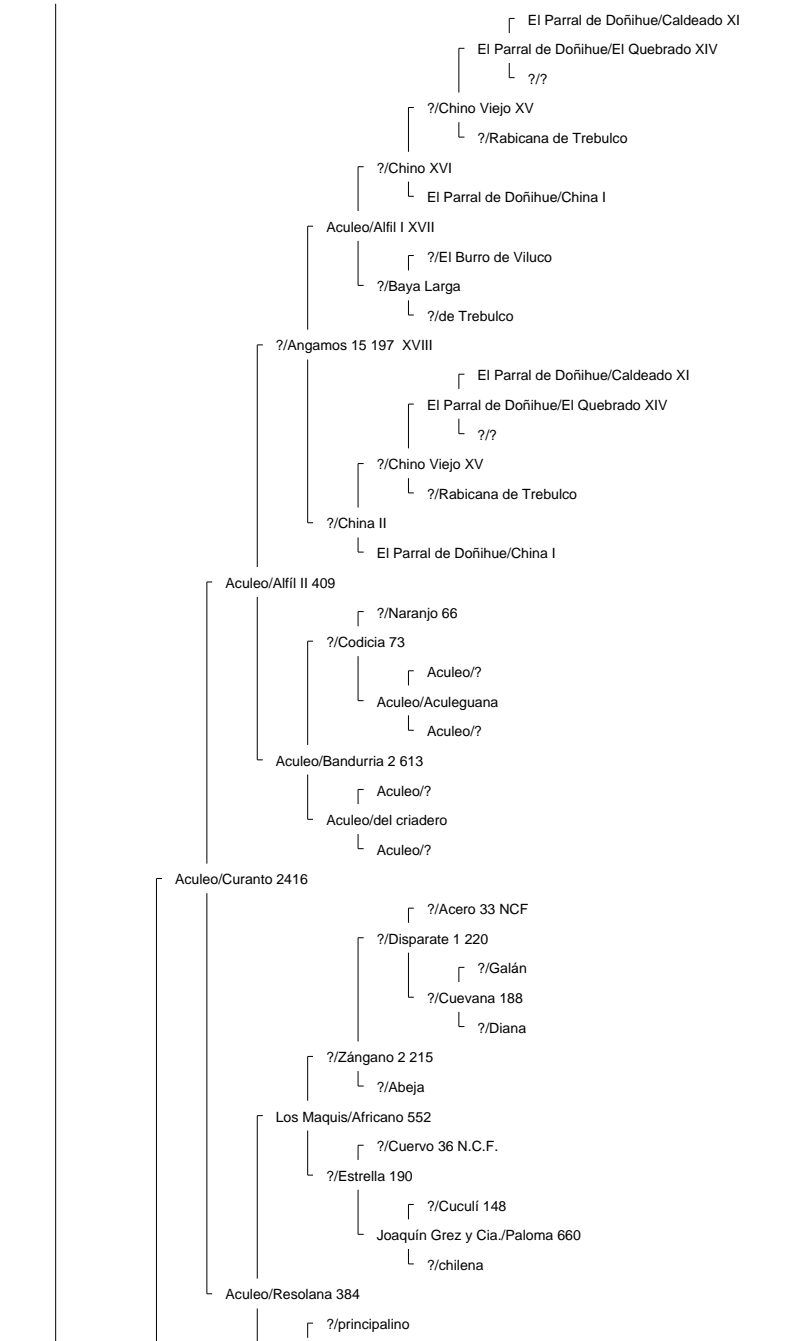 El Parral de Doñihue/Caldeado XI
El Parral de Doñihue/El Quebrado XIV
?/?
?/Chino Viejo XV
?/Rabicana de Trebulco
?/Chino XVI
El Parral de Doñihue/China I
Aculeo/Alfil I XVII
?/El Burro de Viluco
?/Baya Larga
?/de Trebulco
?/Angamos 15 197  XVIII
El Parral de Doñihue/Caldeado XI
El Parral de Doñihue/El Quebrado XIV
?/?
?/Chino Viejo XV
?/Rabicana de Trebulco
?/China II
El Parral de Doñihue/China I
Aculeo/Alfíl II 409
?/Naranjo 66
?/Codicia 73
Aculeo/?
Aculeo/Aculeguana
Aculeo/?
Aculeo/Bandurria 2 613
Aculeo/?
Aculeo/del criadero
Aculeo/?
Aculeo/Curanto 2416
?/Acero 33 NCF
?/Disparate 1 220
?/Galán
?/Cuevana 188
?/Diana
?/Zángano 2 215
?/Abeja
Los Maquis/Africano 552
?/Cuervo 36 N.C.F.
?/Estrella 190
?/Cuculí 148
Joaquín Grez y Cia./Paloma 660
?/chilena
Aculeo/Resolana 384
?/principalino